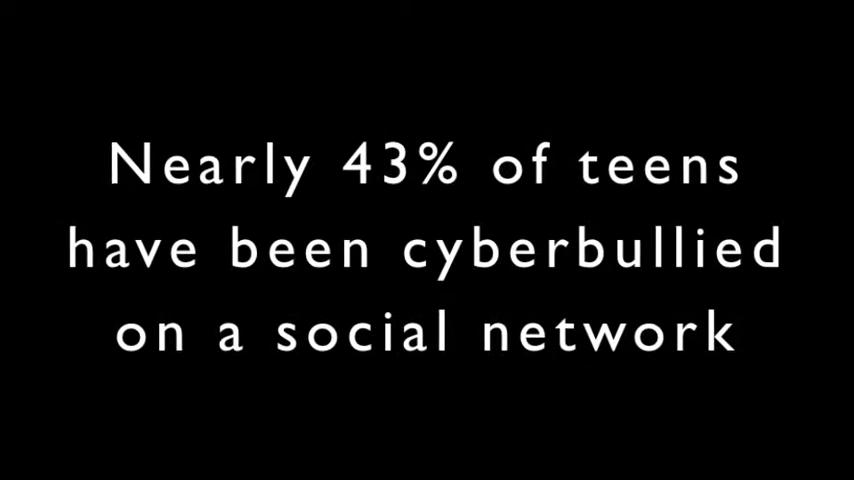 Nearly 43% of teens
have been cyberbullied
on a social network